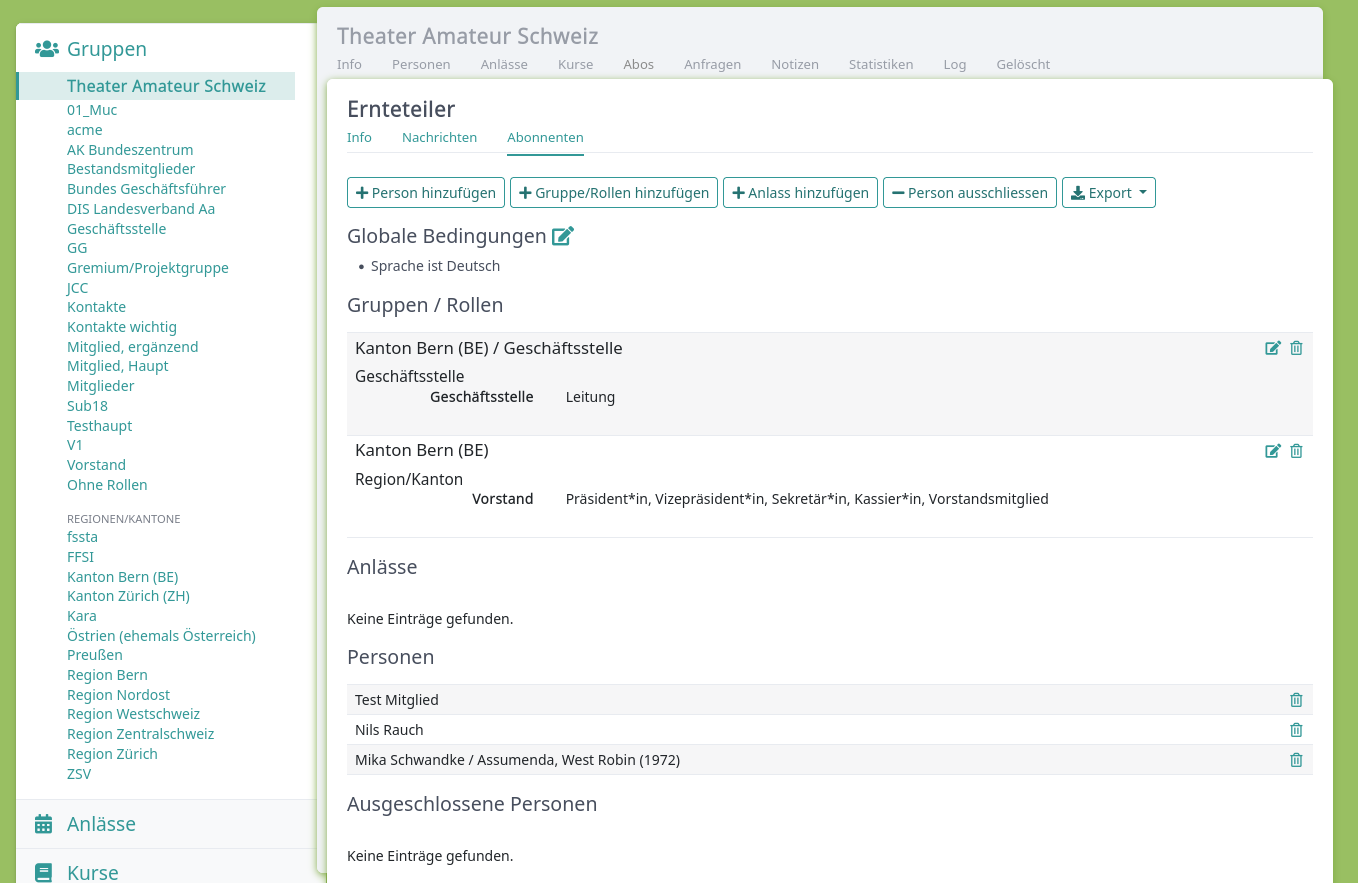 Gruppen
Theater Amateur Schweiz
01_Muc
acme
AK Bundeszentrum
Bestandsmitglieder
Bundes Geschäftsführer
DIS Landesverband Aa
Geschäftsstelle
GG
Gremium/Projektgruppe
JCC
Kontakte
Kontakte wichtig
Mitglied, ergänzend
Mitglied, Haupt
Mitglieder
Sub18
Testhaupt
V1
Vorstand
Ohne Rollen
REGIONEN/KANTONE
fssta
FFSI
Kanton Bern (BE)
Kanton Zürich (ZH)
Kara
Östrien (ehemals Österreich)
Preußen
Region Bern
Region Nordost
Region Westschweiz
Region Zentralschweiz
Region Zürich
ZSV
Anlässe
Kurse
Theater Amateur Schweiz
Info Personen Anlässe Kurse Abos Anfragen Notizen Statistiken Log Gelöscht
Ernteteiler
Info Nachrichten Abonnenten
Person hinzufügen Gruppe/Rollen hinzufügen Anlass hinzufügen Person ausschliessen Export
Globale Bedingungen
• Sprache ist Deutsch
Gruppen / Rollen
Kanton Bern (BE) / Geschäftsstelle
Geschäftsstelle
Geschäftsstelle Leitung
Kanton Bern (BE)
Region/Kanton
Vorstand Präsident*in, Vizepräsident*in, Sekretär*in, Kassier*in, Vorstandsmitglied
Anlässe
Keine Einträge gefunden.
Personen
Test Mitglied
Nils Rauch
Mika Schwandke / Assumenda, West Robin (1972)
Ausgeschlossene Personen
Keine Einträge gefunden.